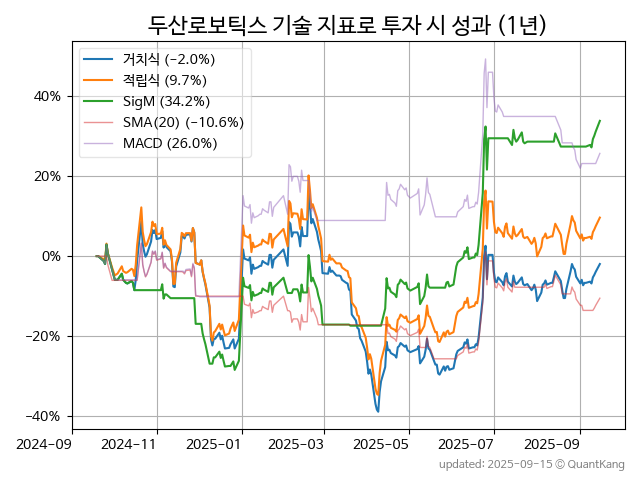 두산로보틱스 기술 지표로 투자 시 성과 (1년)
거치식 (-2.0%)
적립식 (9.7%)
SigM (34.2%)
SMA(20) (-10.6%)
MACD (26.0%)
40%
20%
0%
-20%
-40%
2024-09 2024-11 2025-01 2025-03 2025-05 2025-07 2025-09
updated: 2025-09-15 © QuantKang